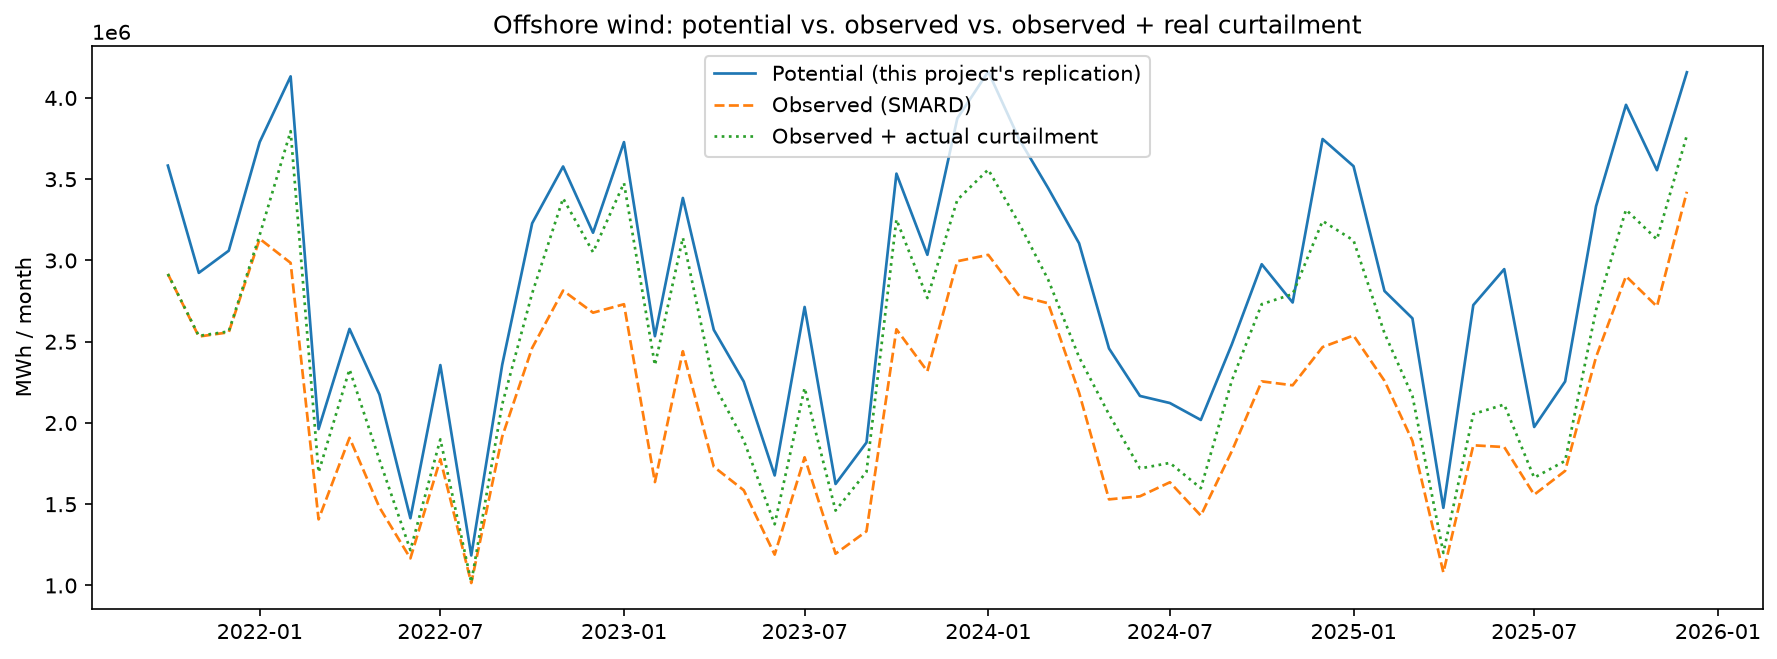 Offshore wind: potential vs. observed vs. observed + real curtailment
1e6
Potential (this project's replication)
Observed (SMARD)
Observed + actual curtailment
MWh / month
4.0
3.5
3.0
2.5
2.0
1.5
1.0
2022-01 2022-07 2023-01 2023-07 2024-01 2024-07 2025-01 2025-07 2026-01